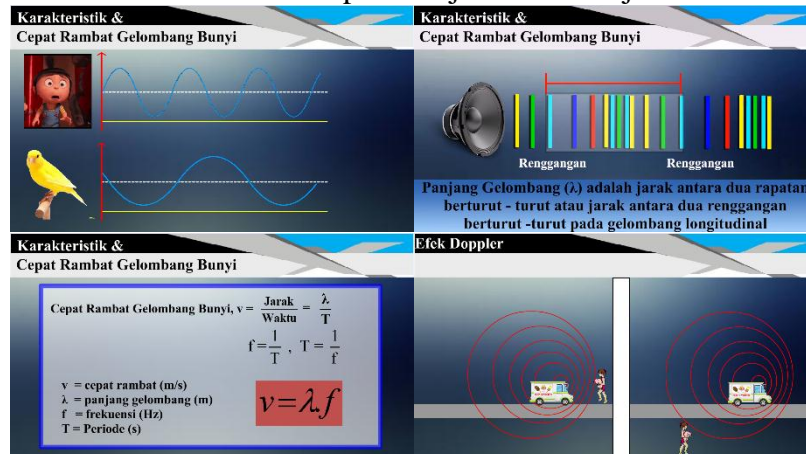 Karakteristik &
Cepat Rambat Gelombang Bunyi
Karakteristik &
Cepat Rambat Gelombang Bunyi
Renggangan Renggangan
Panjang Gelombang (λ) adalah jarak antara dua rapatan
berturut - turut atau jarak antara dua renggangan
berturut -turut pada gelombang longitudinal
Karakteristik &
Cepat Rambat Gelombang Bunyi
Cepat Rambat Gelombang Bunyi, v = Jarak/Waktu = λ/T
f = 1/T , T = 1/f
v = cepat rambat (m/s)
λ = panjang gelombang (m)
f = frekuensi (Hz)
T = Periode (s)
v=λ.f
Efek Doppler